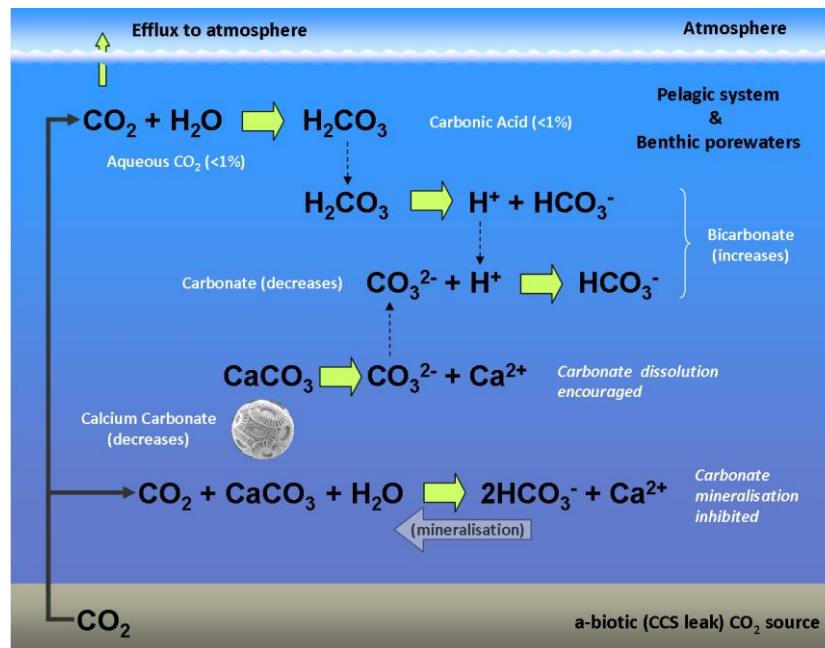 Efflux to atmosphere
Atmosphere
CO₂ + H₂O
H₂CO₃
Carbonic Acid (<1%)
Pelagic system
&
Benthic porewaters
Aqueous CO₂ (<1%)
H₂CO₃
H⁺ + HCO₃⁻
Bicarbonate
(increases)
Carbonate (decreases)
CO₃²⁻ + H⁺
HCO₃⁻
CaCO₃
CO₃²⁻ + Ca²⁺
Carbonate dissolution
encouraged
Calcium Carbonate
(decreases)
CO₂ + CaCO₃ + H₂O
2HCO₃⁻ + Ca²⁺
Carbonate
mineralisation
inhibited
(mineralisation)
CO₂
a-biotic (CCS leak) CO₂ source